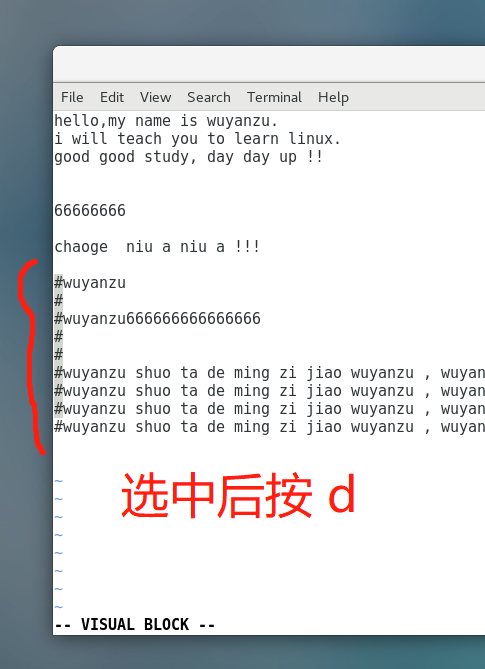 File Edit View Search Terminal Help
hello,my name is wuyanzu.
i will teach you to learn linux.
good good study, day day up !!
66666666
chaoge  niu a niu a !!!
#wuyanzu
#
#wuyanzu666666666666666
#
#
#wuyanzu shuo ta de ming zi jiao wuyanzu , wuyan
#wuyanzu shuo ta de ming zi jiao wuyanzu , wuyan
#wuyanzu shuo ta de ming zi jiao wuyanzu , wuyan
#wuyanzu shuo ta de ming zi jiao wuyanzu , wuyan
~
~
选中后按 d
~
~
~
~
~
~
-- VISUAL BLOCK --